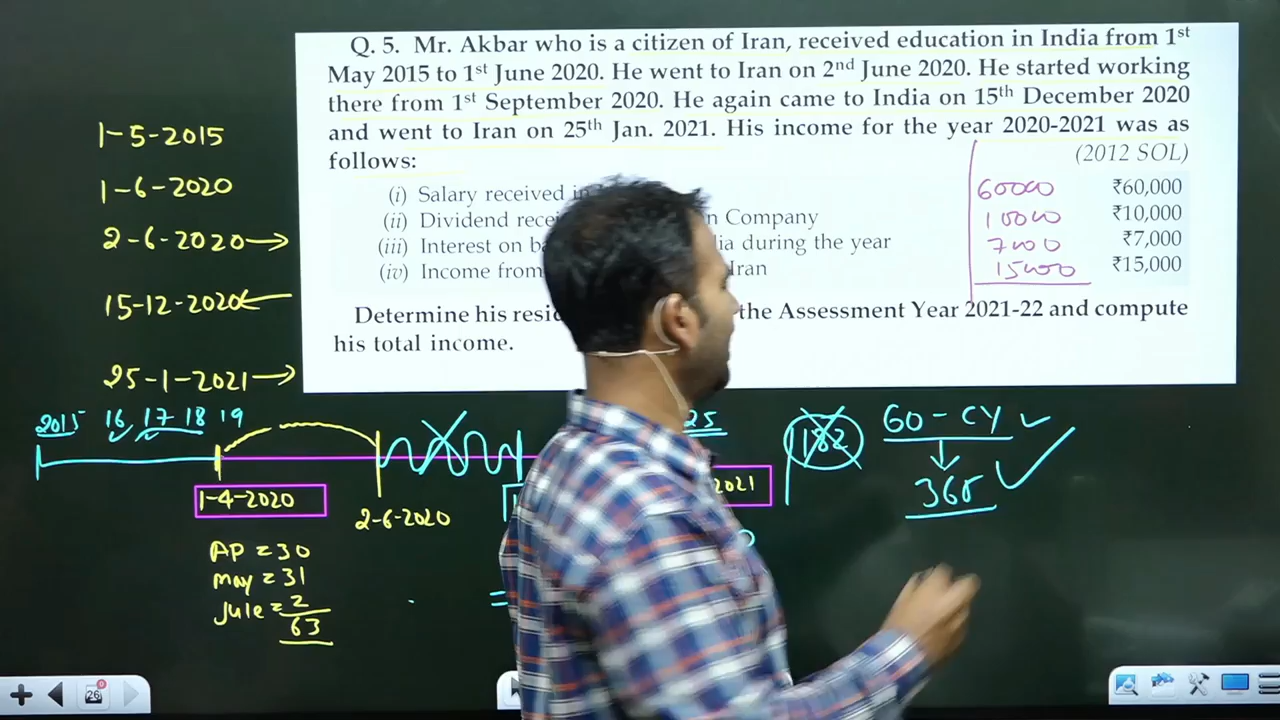 Q. 5. Mr. Akbar who is a citizen of Iran, received education in India from 1st
May 2015 to 1st June 2020. He went to Iran on 2nd June 2020. He started working
there from 1st September 2020. He again came to India on 15th December 2020
and went to Iran on 25th Jan. 2021. His income for the year 2020-2021 was as
follows:
(2012 SOL)
(i) Salary received in 60000 ₹60,000
(ii) Dividend n Company 10000 ₹10,000
(iii) Interest on during the year 7000 ₹7,000
(iv) Income from Iran 15000 ₹15,000
Determine his the Assessment Year 2021-22 and compute
his total income.
1-5-2015
1-6-2020
2-6-2020→
15-12-2020←
25-1-2021→
2015 16 17 18 19
25
182
60-CY ✓
↓
365 ✓
1-4-2020
2-6-2020
2021
AP = 30
May = 31
June = 2
63
=
26
0